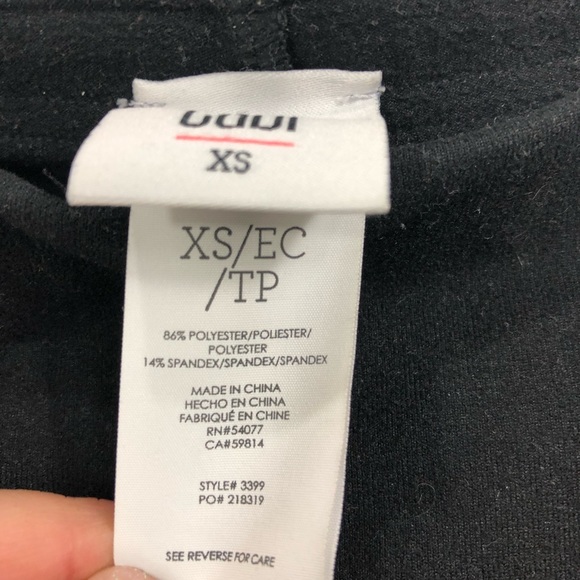 XS
XS/EC
/TP
86% POLYESTER/POLIESTER/
POLYESTER
14% SPANDEX/SPANDEX/SPANDEX
MADE IN CHINA
HECHO EN CHINA
FABRIQUÉ EN CHINE
RN#54077
CA#59814
STYLE# 3399
PO# 218319
SEE REVERSE FOR CARE